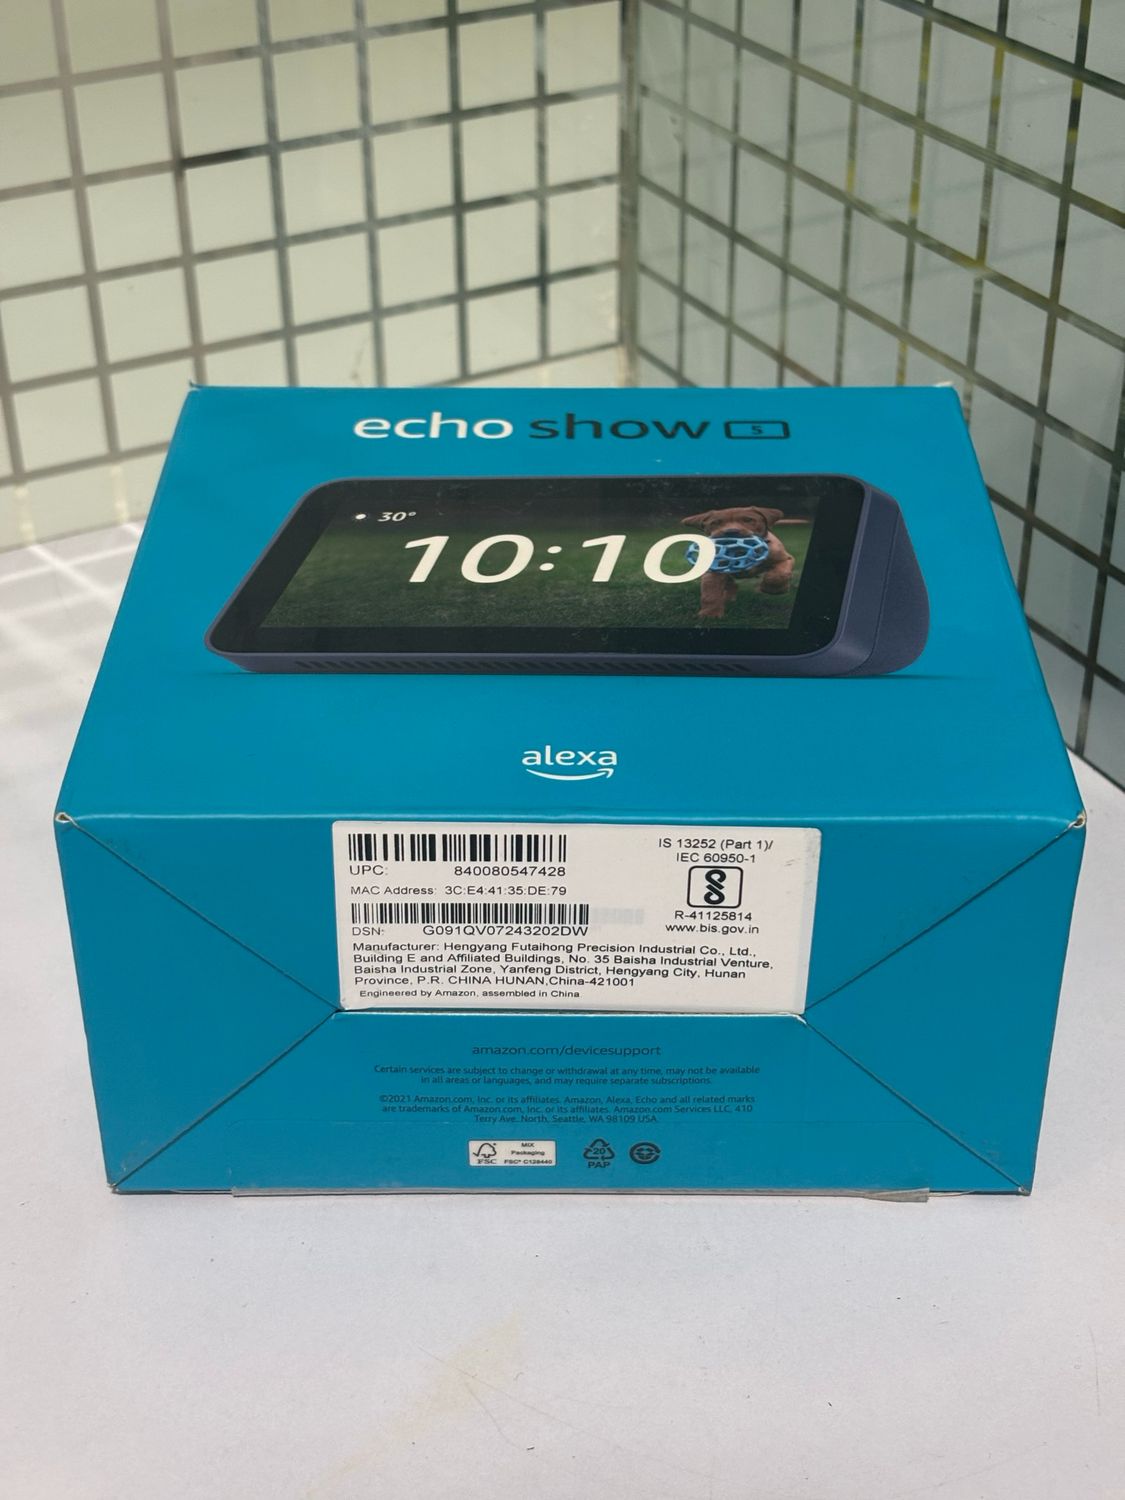 echo show 5
30°
10:10
alexa
UPC: 840080547428
MAC Address: 3C:E4:41:35:DE:79
DSN: G091QV07243202DW
IS 13252 (Part 1)/
IEC 60950-1
R-41125814
www.bis.gov.in
Manufacturer: Hengyang Futaihong Precision Industrial Co., Ltd.,
Building E and Affiliated Buildings, No. 35 Baisha Industrial Venture,
Baisha Industrial Zone, Yanfeng District, Hengyang City, Hunan
Province, P.R. CHINA HUNAN,China-421001
Engineered by Amazon, assembled in China
amazon.com/devicesupport
Certain services are subject to change or withdrawal at any time, may not be available
in all areas or languages, and may require separate subscriptions.
©2021 Amazon.com, Inc. or its affiliates. Amazon, Alexa, Echo and all related marks
are trademarks of Amazon.com, Inc. or its affiliates. Amazon.com Services LLC, 410
Terry Ave. North, Seattle, WA 98109 USA.
FSC
MIX
Packaging
FSC® C128440
20
PAP